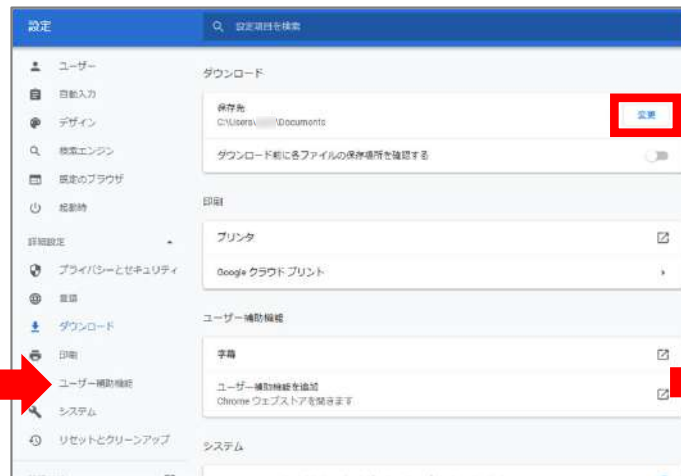 設定
設定項目を検索
ユーザー
自動入力
デザイン
検索エンジン
既定のブラウザ
起動時
詳細設定
プライバシーとセキュリティ
言語
ダウンロード
印刷
ユーザー補助機能
システム
リセットとクリーンアップ
ダウンロード
保存先
C:\Users\ \Documents
変更
ダウンロード前に各ファイルの保存場所を確認する
印刷
プリンタ
Google クラウド プリント
ユーザー補助機能
字幕
ユーザー補助機能を追加
Chrome ウェブストアを開きます
システム